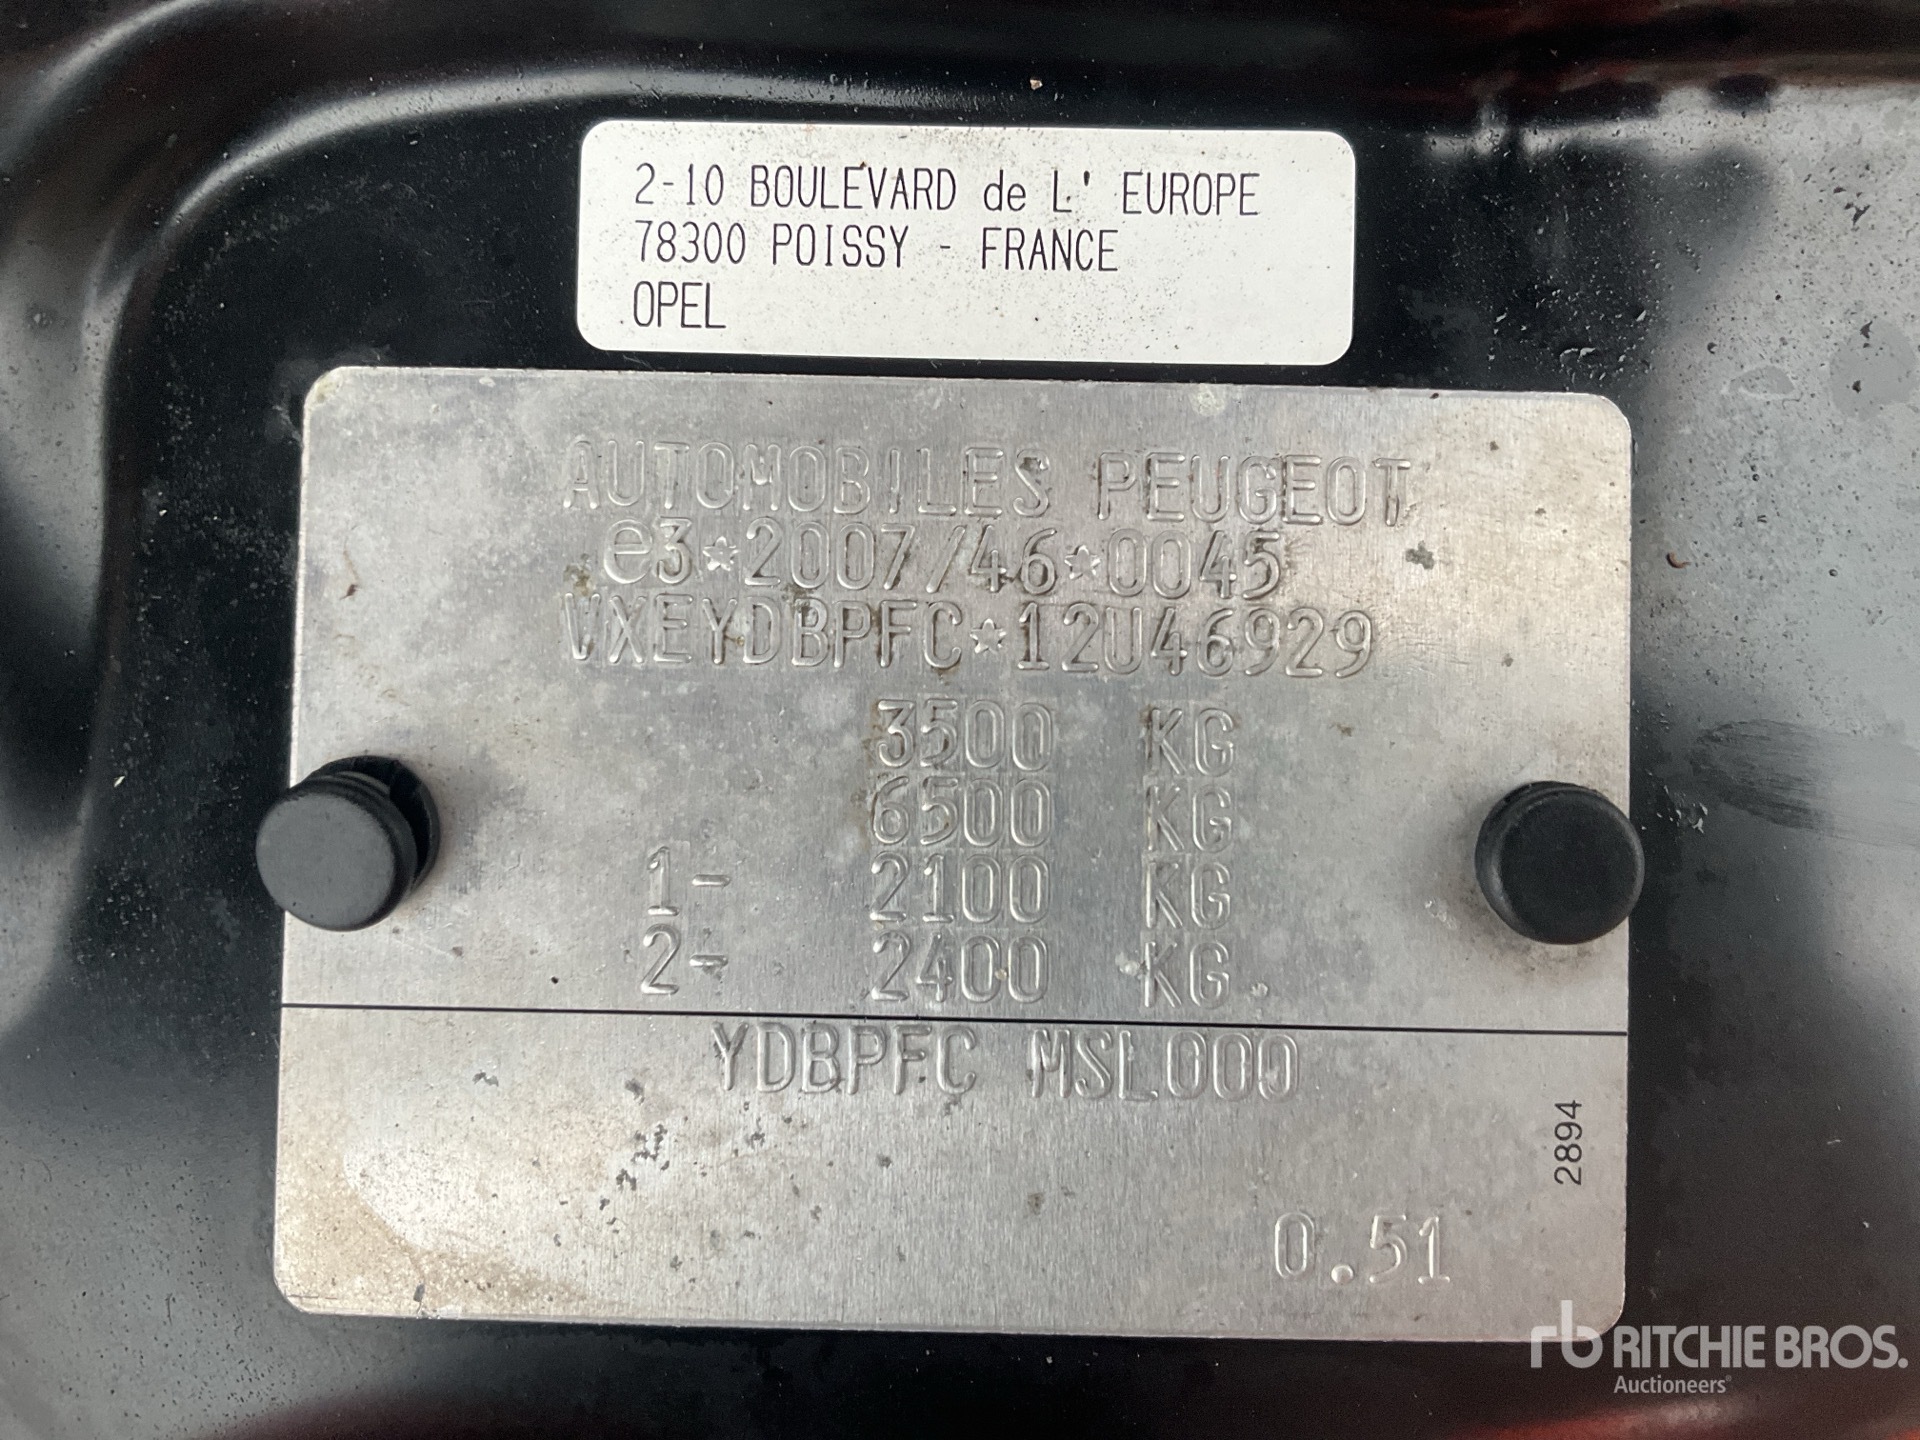 2-10 BOULEVARD de L' EUROPE
78300 POISSY - FRANCE
OPEL
AUTOMOBILES PEUGEOT
e3*2007/46*0045
VXEYDBPFC*12U46929
3500 KG
6500 KG
1- 2100 KG
2- 2400 KG.
YDBPFC MSL000
2894
0.51
rb RITCHIE BROS.
Auctioneers